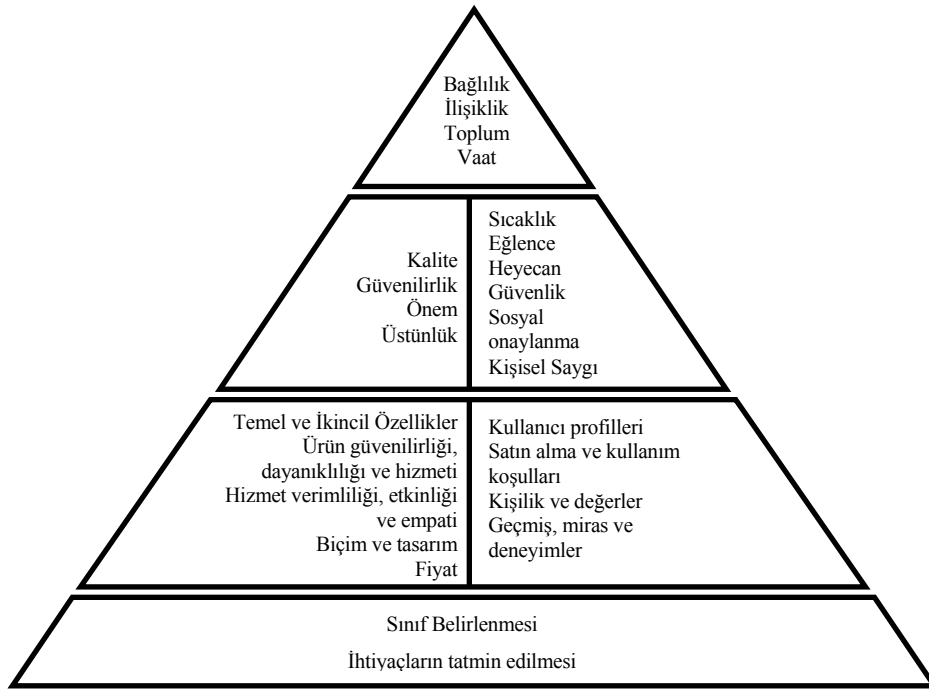 Bağlılık
İlişiklik
Toplum
Vaat
Kalite
Güvenilirlik
Önem
Üstünlük
Sıcaklık
Eğlence
Heyecan
Güvenlik
Sosyal
onaylanma
Kişisel Saygı
Temel ve İkincil Özellikler
Ürün güvenilirliği,
dayanıklılığı ve hizmeti
Hizmet verimliliği, etkinliği
ve empati
Biçim ve tasarım
Fiyat
Kullanıcı profilleri
Satın alma ve kullanım
koşulları
Kişilik ve değerler
Geçmiş, miras ve
deneyimler
Sınıf Belirlenmesi
İhtiyaçların tatmin edilmesi